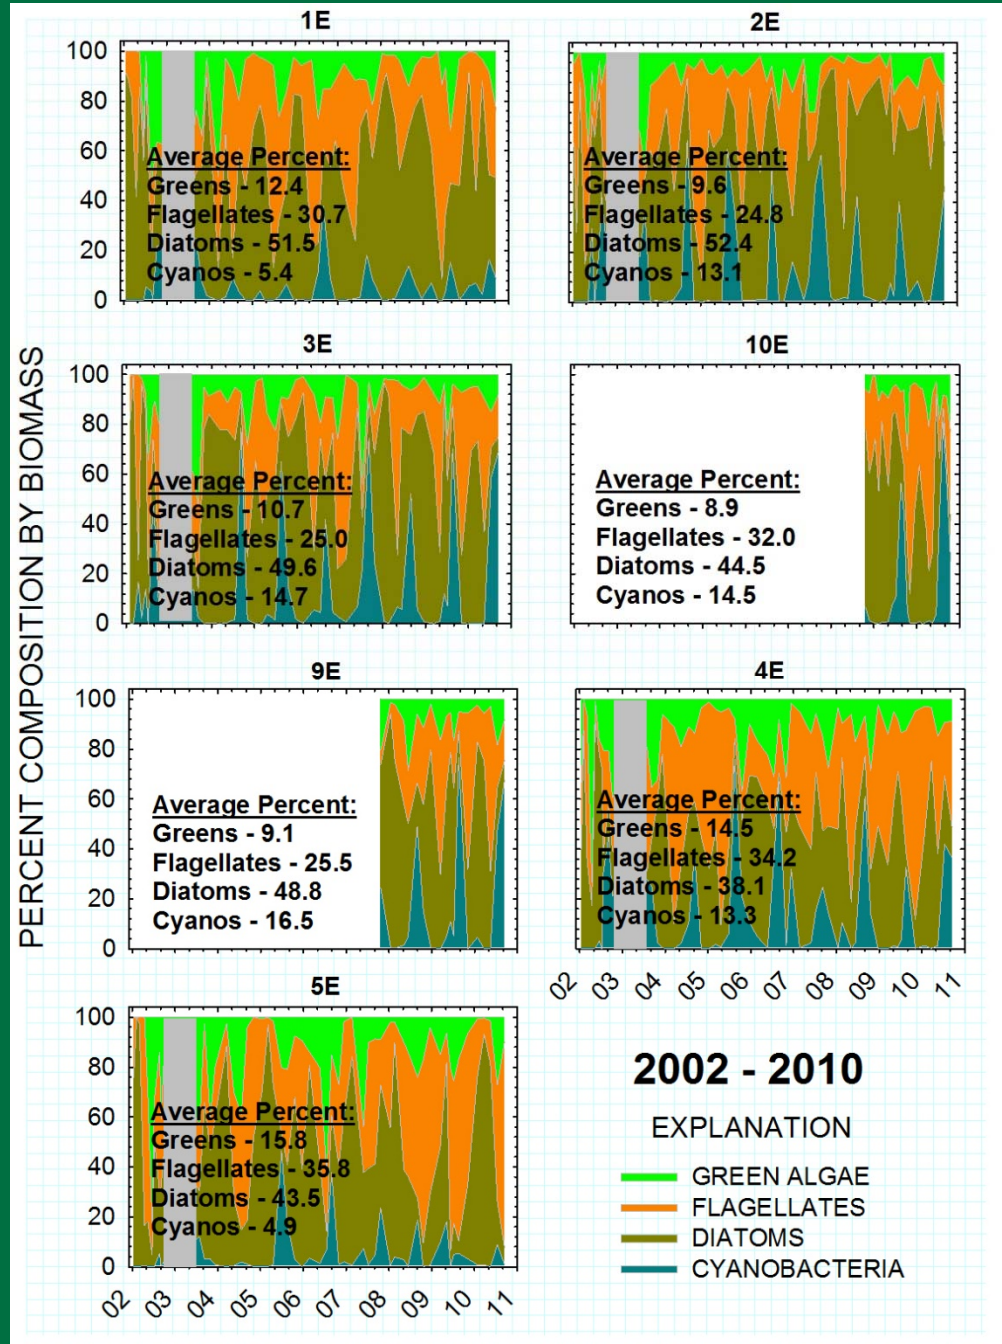 PERCENT COMPOSITION BY BIOMASS
1E
100
80
60
40
20
0
Average Percent:
Greens - 12.4
Flagellates - 30.7
Diatoms - 51.5
Cyanos - 5.4
2E
Average Percent:
Greens - 9.6
Flagellates - 24.8
Diatoms - 52.4
Cyanos - 13.1
3E
100
80
60
40
20
0
Average Percent:
Greens - 10.7
Flagellates - 25.0
Diatoms - 49.6
Cyanos - 14.7
10E
Average Percent:
Greens - 8.9
Flagellates - 32.0
Diatoms - 44.5
Cyanos - 14.5
9E
100
80
60
40
20
0
Average Percent:
Greens - 9.1
Flagellates - 25.5
Diatoms - 48.8
Cyanos - 16.5
4E
Average Percent:
Greens - 14.5
Flagellates - 34.2
Diatoms - 38.1
Cyanos - 13.3
02 03 04 05 06 07 08 09 10 11
5E
100
80
60
40
20
0
Average Percent:
Greens - 15.8
Flagellates - 35.8
Diatoms - 43.5
Cyanos - 4.9
02 03 04 05 06 07 08 09 10 11
2002 - 2010
EXPLANATION
GREEN ALGAE
FLAGELLATES
DIATOMS
CYANOBACTERIA